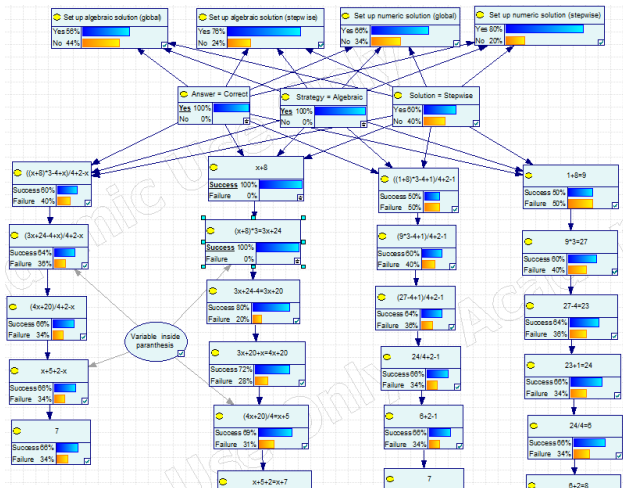 Set up algebraic solution (global)
Yes 56%
No 44%
Set up algebraic solution (stepwise)
Yes 76%
No 24%
Set up numeric solution (global)
Yes 66%
No 34%
Set up numeric solution (stepwise)
Yes 80%
No 20%
Answer = Correct
Yes 100%
No 0%
Strategy = Algebraic
Yes 100%
No 0%
Solution = Stepwise
Yes 60%
No 40%
((x+8)*3-4+x)/4+2-x
Success 60%
Failure 40%
x+8
Success 100%
Failure 0%
((1+8)*3-4+1)/4+2-1
Success 50%
Failure 50%
1+8=9
Success 50%
Failure 50%
(3x+24-4+x)/4+2-x
Success 64%
Failure 36%
(x+8)*3=3x+24
Success 100%
Failure 0%
(9*3-4+1)/4+2-1
Success 60%
Failure 40%
9*3=27
Success 60%
Failure 40%
(4x+20)/4+2-x
Success 66%
Failure 34%
3x+24-4=3x+20
Success 80%
Failure 20%
(27-4+1)/4+2-1
Success 64%
Failure 36%
27-4=23
Success 64%
Failure 36%
Variable inside
paranthesis
x+5+2-x
Success 66%
Failure 34%
3x+20+x=4x+20
Success 72%
Failure 28%
24/4+2-1
Success 66%
Failure 34%
23+1=24
Success 66%
Failure 34%
7
Success 66%
Failure 34%
(4x+20)/4=x+5
Success 69%
Failure 31%
6+2-1
Success 66%
Failure 34%
24/4=6
Success 66%
Failure 34%
x+5+2=x+7
7
6+2=8